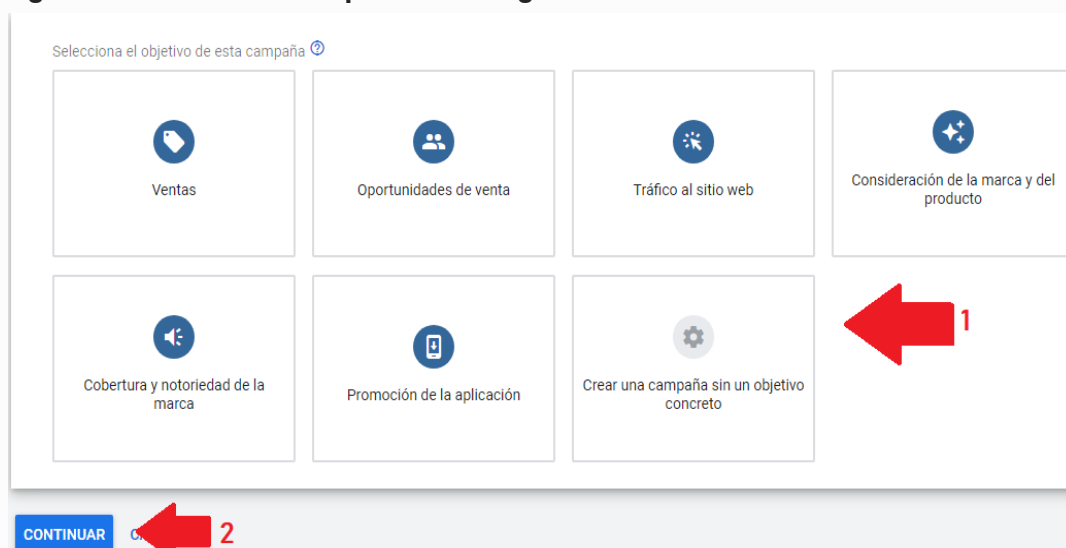 Selecciona el objetivo de esta campaña
Ventas
Oportunidades de venta
Tráfico al sitio web
Consideración de la marca y del
producto
Cobertura y notoriedad de la
marca
Promoción de la aplicación
Crear una campaña sin un objetivo
concreto
1
CONTINUAR
2